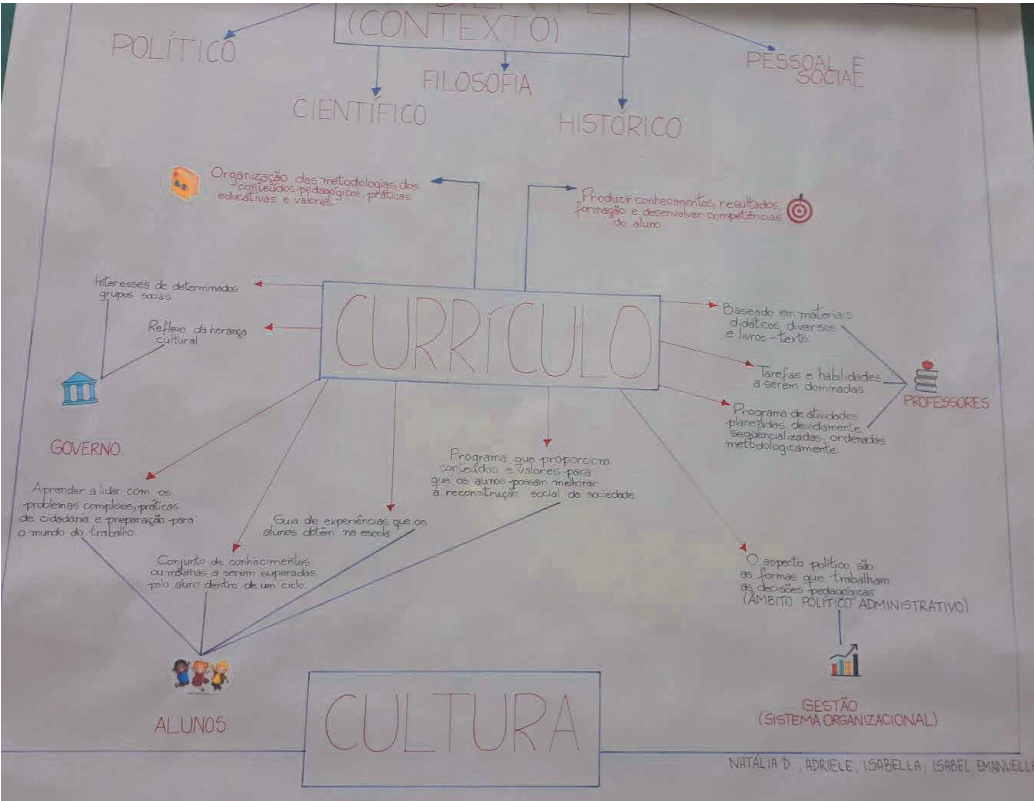 (CONTEXTO)
POLÍTICO
CIENTÍFICO
FILOSOFIA
HISTÓRICO
PESSOAL E
SOCIAL
Organização das metodologias, dos
conteúdos pedagógicos, práticas
educativas e valores.
Produzir conhecimentos, resultados,
formação e desenvolver competências
do aluno
CURRÍCULO
Interesses de determinados
grupos sociais
Reflexo da herança
cultural
GOVERNO
Baseado em materiais
didáticos, diversos
e livros-texto
Tarefas e habilidades
a serem dominadas
Programa de atividades
planejadas, devidamente
sequencializadas, ordenadas
metodologicamente
PROFESSORES
Aprender a lidar com os
problemas complexos, práticas
de cidadania e preparação para
o mundo do trabalho.
Conjunto de conhecimentos
ou matérias a serem superadas
pelo aluno dentro de um ciclo.
Guia de experiências que os
alunos obtêm na escola
Programa que proporciona
conteúdos e valores para
que os alunos possam melhorar
a reconstrução social da sociedade
ALUNOS
O aspecto político são
as formas que trabalham
as decisões pedagógicas
(ÂMBITO POLÍTICO ADMINISTRATIVO)
GESTÃO
(SISTEMA ORGANIZACIONAL)
CULTURA
NATÁLIA D., ADRIELE, ISABELLA, ISABEL, EMANUELLE